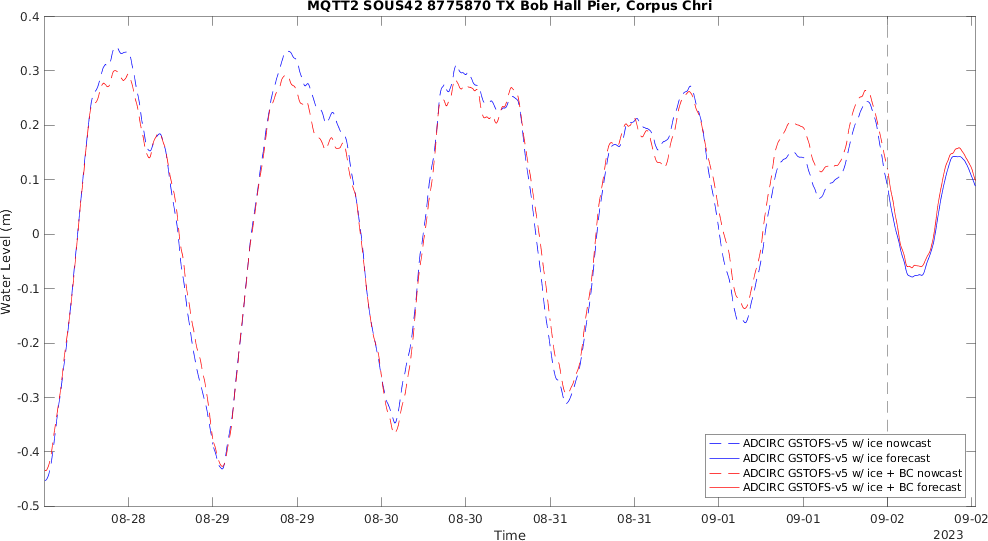 MQTT2 SOUS42 8775870 TX Bob Hall Pier, Corpus Chri
Water Level (m)
0.4
0.3
0.2
0.1
0
-0.1
-0.2
-0.3
-0.4
-0.5
ADCIRC GSTOFS-v5 w/ ice nowcast
ADCIRC GSTOFS-v5 w/ ice forecast
ADCIRC GSTOFS-v5 w/ ice + BC nowcast
ADCIRC GSTOFS-v5 w/ ice + BC forecast
08-28 08-29 08-29 08-30 08-30 08-31 08-31 09-01 09-01 09-02 09-02
Time
2023